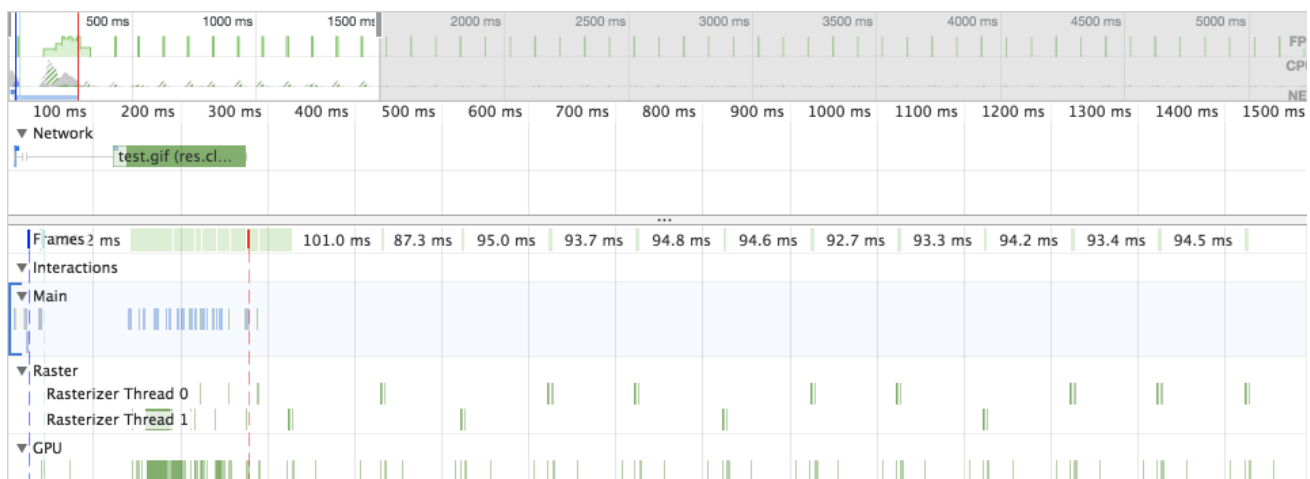 500 ms 1000 ms 1500 ms 2000 ms 2500 ms 3000 ms 3500 ms 4000 ms 4500 ms 5000 ms
FP
CPU
NE
100 ms 200 ms 300 ms 400 ms 500 ms 600 ms 700 ms 800 ms 900 ms 1000 ms 1100 ms 1200 ms 1300 ms 1400 ms 1500 ms
▼ Network
test.gif (res.cl...
...
Frames 2 ms 101.0 ms 87.3 ms 95.0 ms 93.7 ms 94.8 ms 94.6 ms 92.7 ms 93.3 ms 94.2 ms 93.4 ms 94.5 ms
▼ Interactions
▼ Main
▼ Raster
Rasterizer Thread 0
Rasterizer Thread 1
▼ GPU